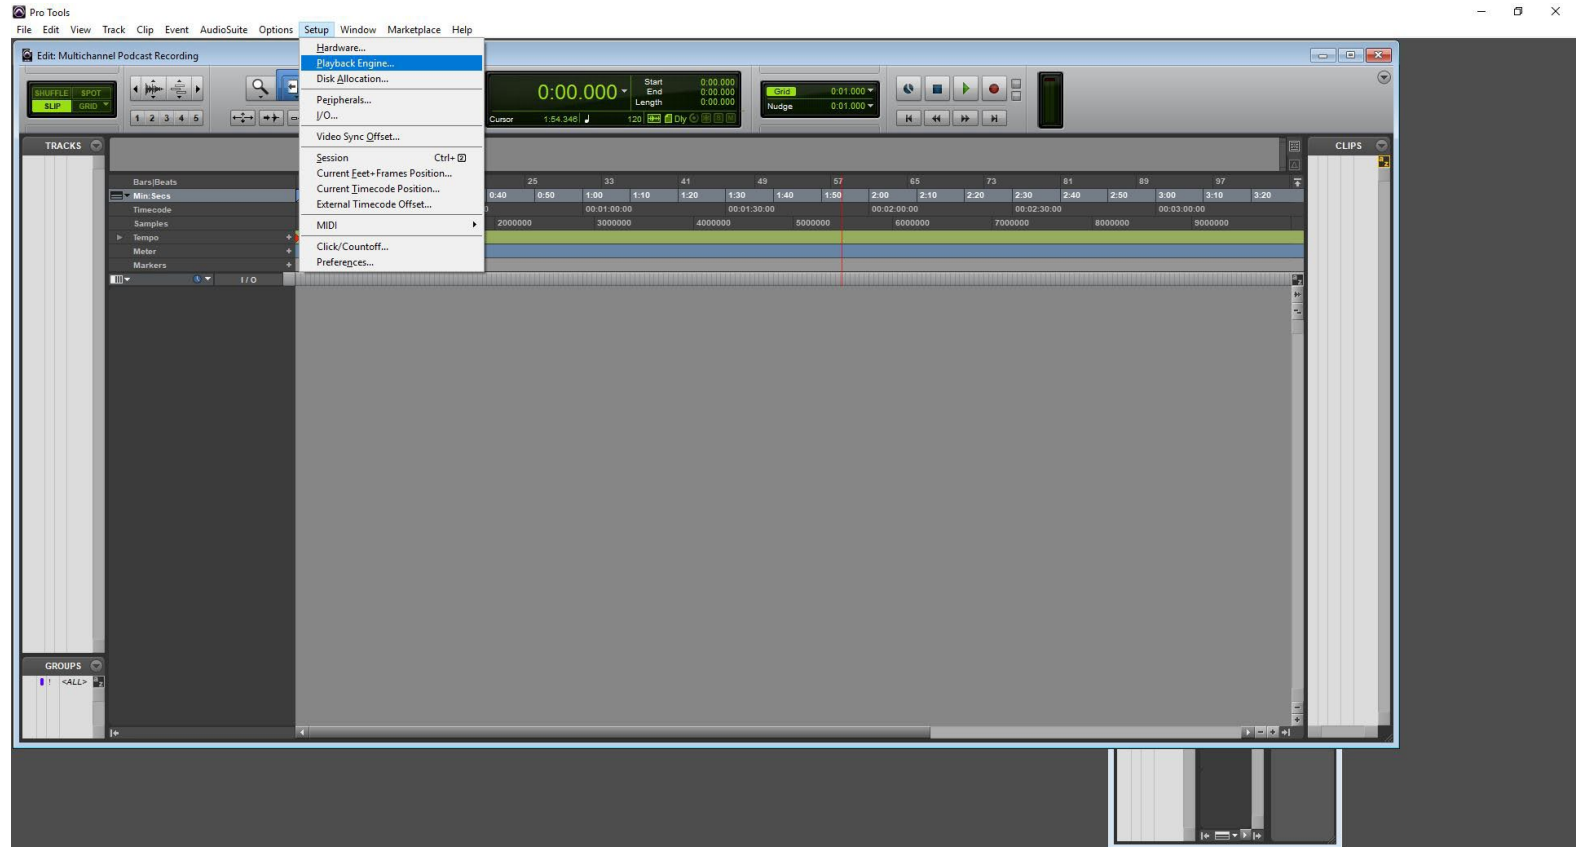 Pro Tools
File Edit View Track Clip Event AudioSuite Options Setup Window Marketplace Help
Edit: Multichannel Podcast Recording
Hardware...
Playback Engine...
Disk Allocation...
Peripherals...
I/O...
Video Sync Offset...
Session Ctrl+ 2
Current Feet+Frames Position...
Current Timecode Position...
External Timecode Offset...
MIDI
Click/Countoff...
Preferences...
SHUFFLE SPOT
SLIP GRID
1 2 3 4 5
0:00.000
Start 0:00.000
End 0:00.000
Length 0:00.000
Cursor 1:54.346 120 Dly
Grid 0:01.000
Nudge 0:01.000
TRACKS
CLIPS
Bars|Beats 25 33 41 49 57 65 73 81 89 97
Min:Secs 0:40 0:50 1:00 1:10 1:20 1:30 1:40 1:50 2:00 2:10 2:20 2:30 2:40 2:50 3:00 3:10 3:20
Timecode 00:01:00:00 00:01:30:00 00:02:00:00 00:02:30:00 00:03:00:00
Samples 2000000 3000000 4000000 5000000 6000000 7000000 8000000 9000000
Tempo
Meter
Markers
I / O
GROUPS
! <ALL>